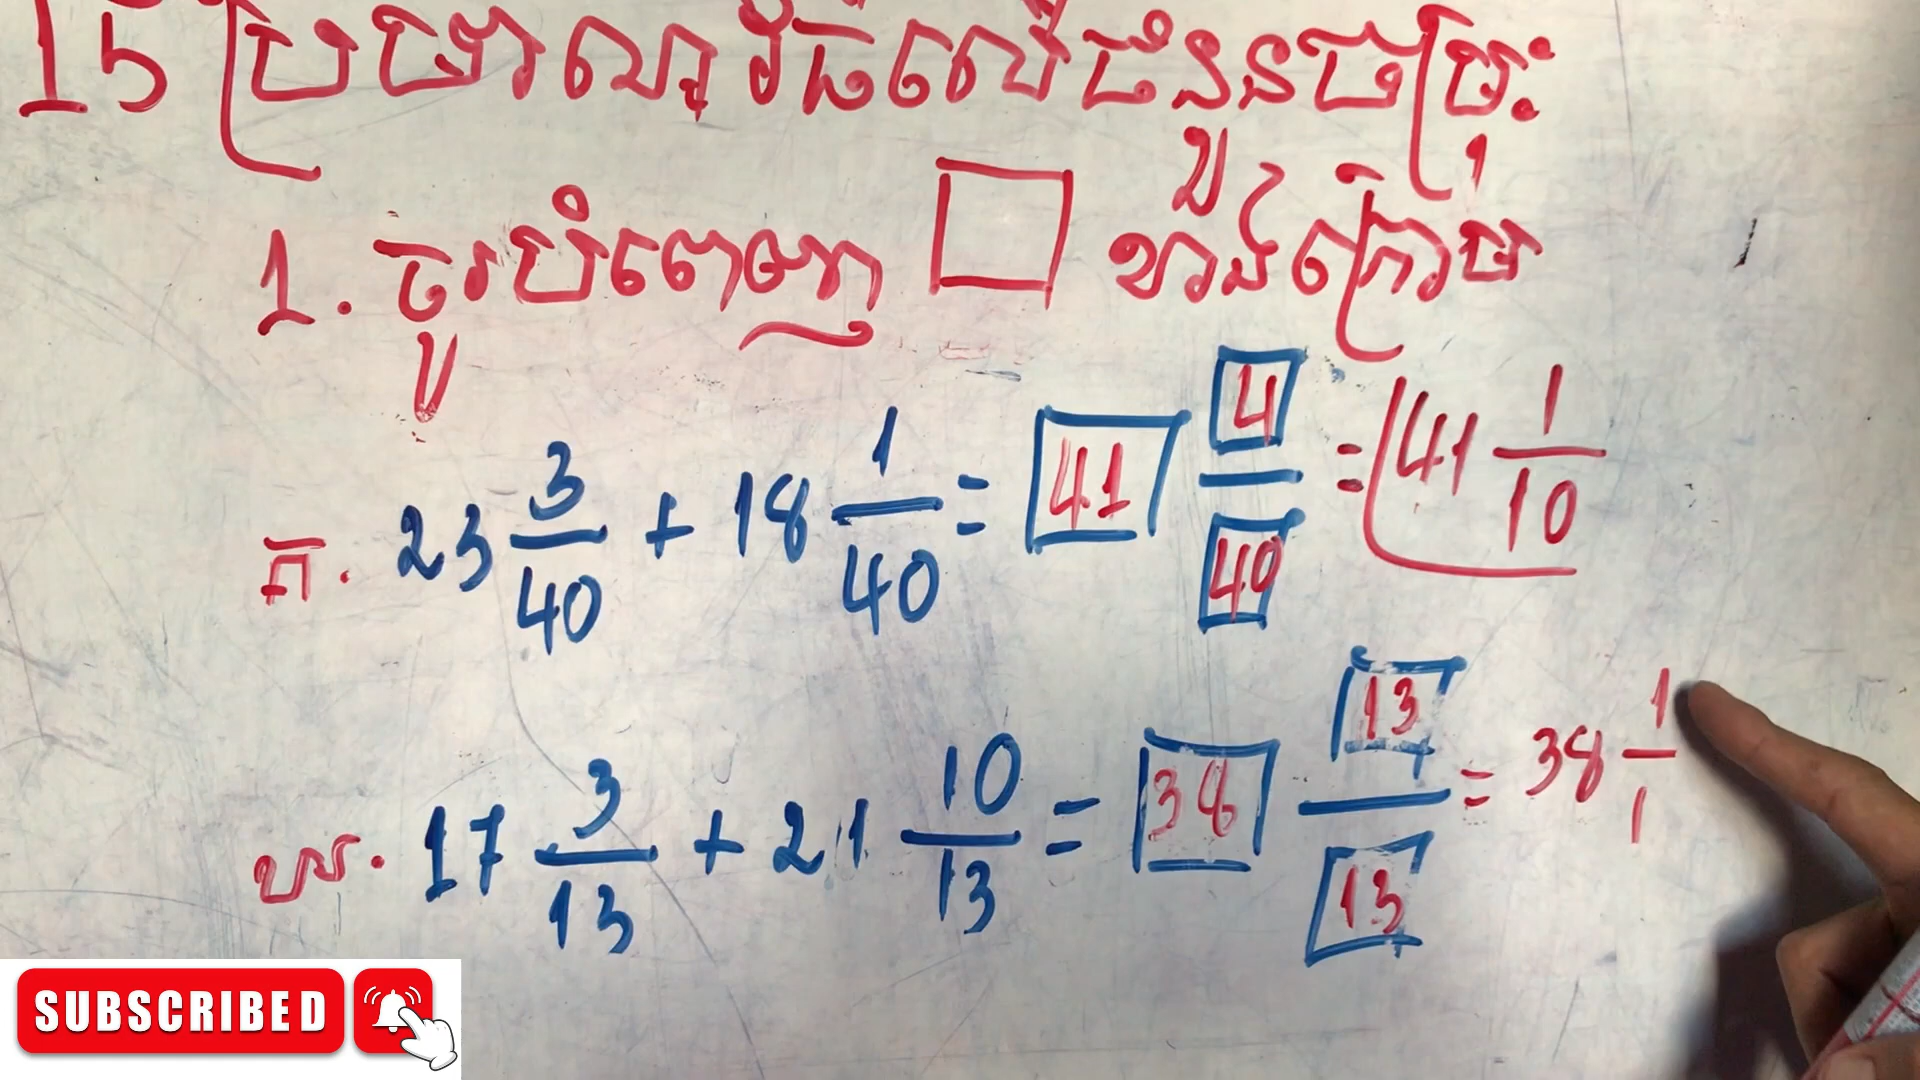 15 ប្រមាណវិធីលើចំនួនចម្រុះ
1. ចូរបំពេញ □ ខាងក្រោម
ក. 23 3/40 + 18 1/40 = 41 4/40 = 41 1/10
ឃ. 17 3/13 + 21 10/13 = 38 13/13 = 38 1/1
SUBSCRIBED